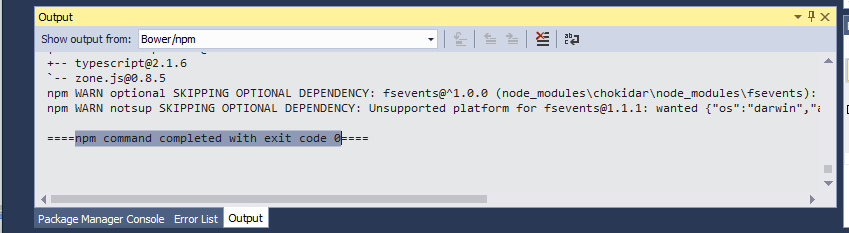 Output
Show output from: Bower/npm
+-- typescript@2.1.6
`-- zone.js@0.8.5
npm WARN optional SKIPPING OPTIONAL DEPENDENCY: fsevents@^1.0.0 (node_modules\chokidar\node_modules\fsevents):
npm WARN notsup SKIPPING OPTIONAL DEPENDENCY: Unsupported platform for fsevents@1.1.1: wanted {"os":"darwin","a
====npm command completed with exit code 0====
Package Manager Console Error List Output